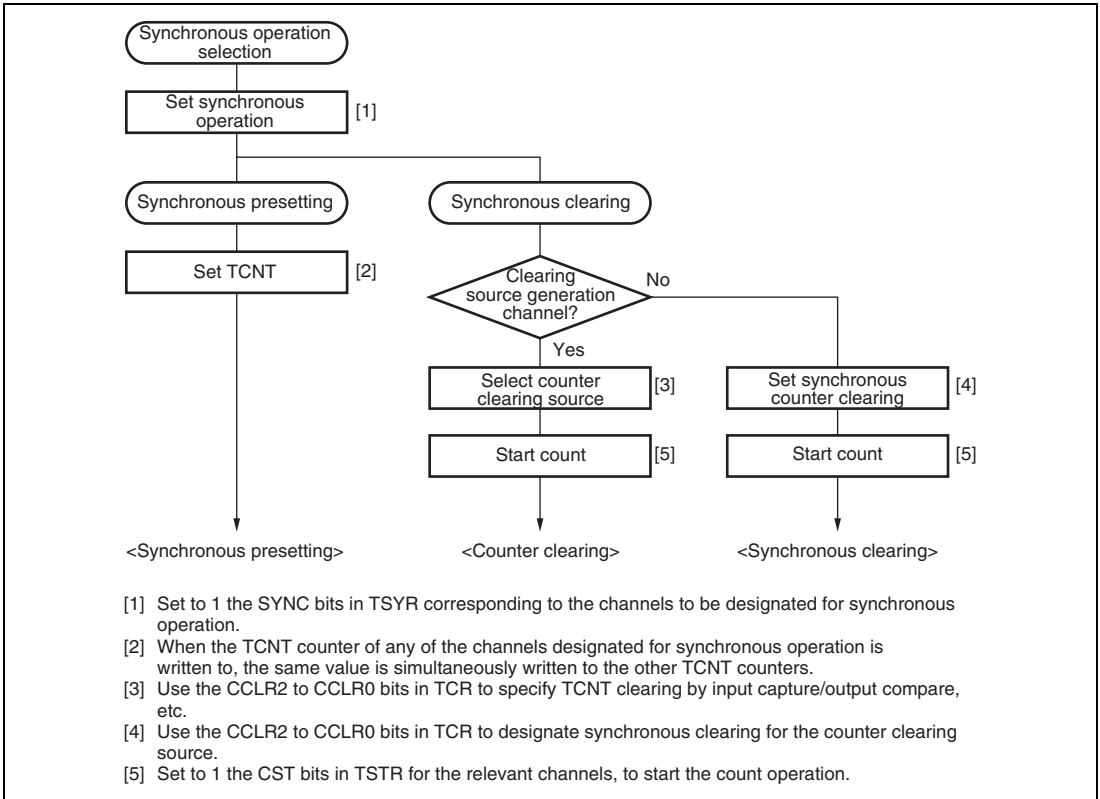 Synchronous operation
selection
Set synchronous
operation
[1]
Synchronous presetting
Synchronous clearing
Set TCNT
[2]
Clearing
source generation
channel?
No
Yes
Select counter
clearing source
[3]
Set synchronous
counter clearing
[4]
Start count
[5]
Start count
[5]
<Synchronous presetting>
<Counter clearing>
<Synchronous clearing>
[1] Set to 1 the SYNC bits in TSYR corresponding to the channels to be designated for synchronous
operation.
[2] When the TCNT counter of any of the channels designated for synchronous operation is
written to, the same value is simultaneously written to the other TCNT counters.
[3] Use the CCLR2 to CCLR0 bits in TCR to specify TCNT clearing by input capture/output compare,
etc.
[4] Use the CCLR2 to CCLR0 bits in TCR to designate synchronous clearing for the counter clearing
source.
[5] Set to 1 the CST bits in TSTR for the relevant channels, to start the count operation.